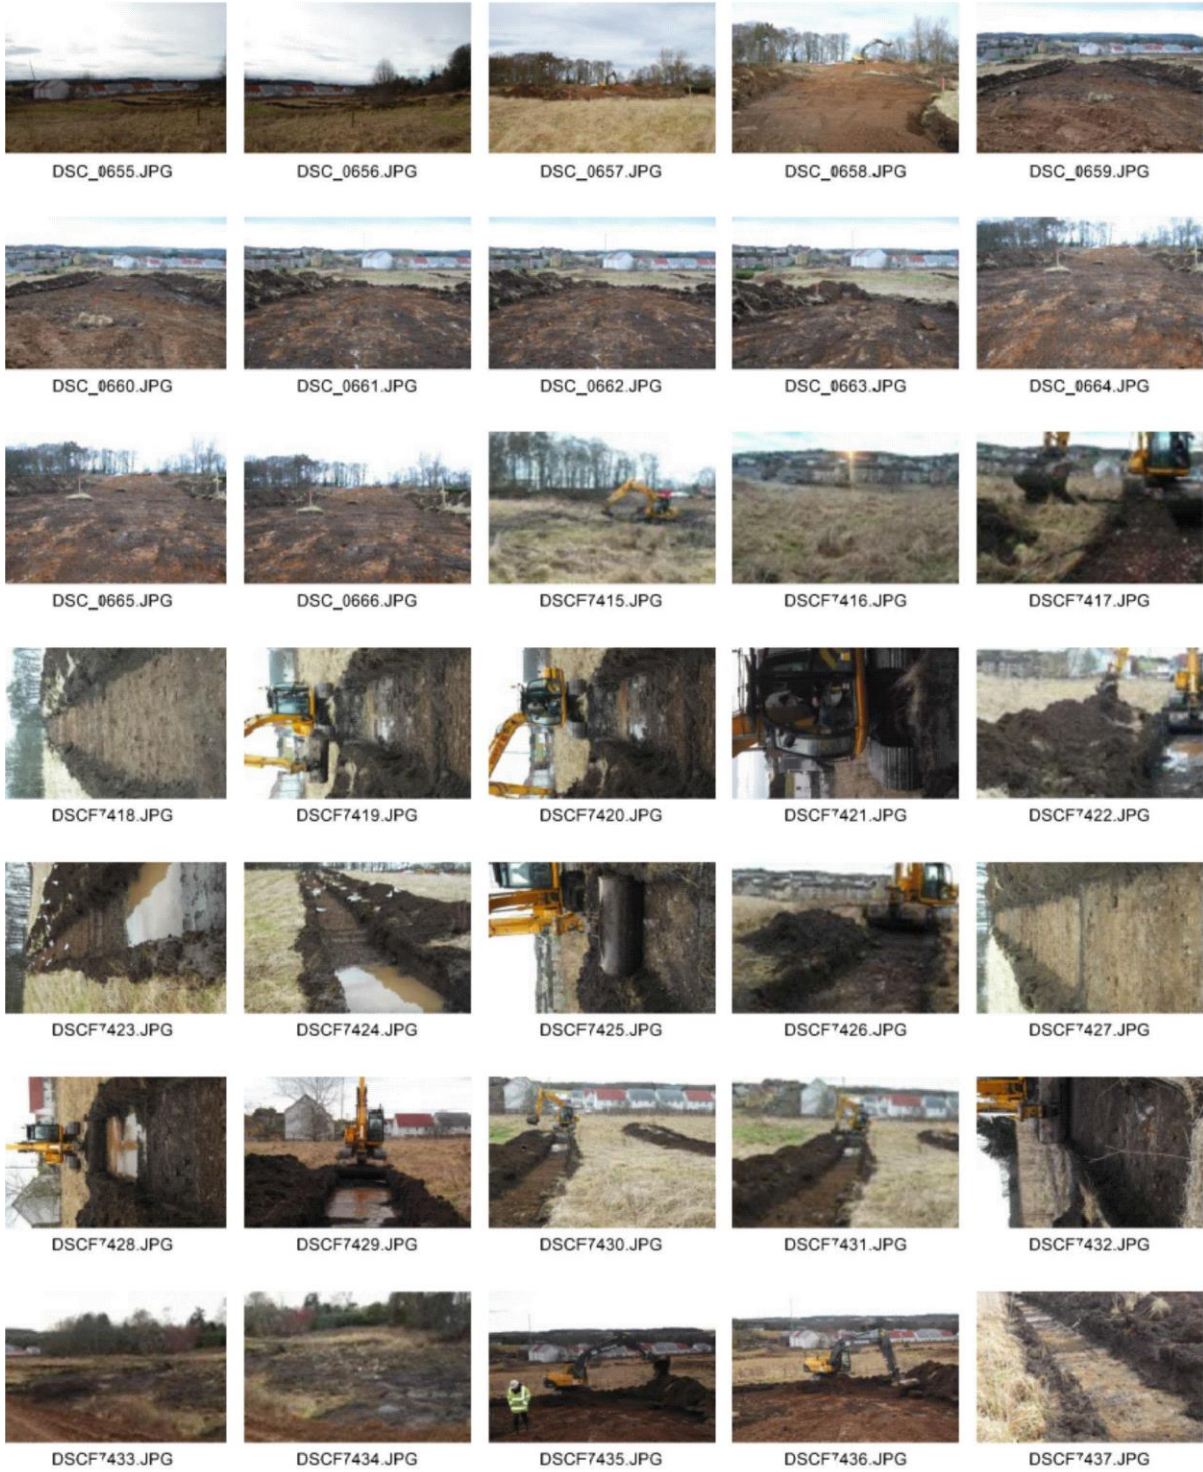 DSC_0655.JPG DSC_0656.JPG DSC_0657.JPG DSC_0658.JPG DSC_0659.JPG
DSC_0660.JPG DSC_0661.JPG DSC_0662.JPG DSC_0663.JPG DSC_0664.JPG
DSC_0665.JPG DSC_0666.JPG DSCF7415.JPG DSCF7416.JPG DSCF7417.JPG
DSCF7418.JPG DSCF7419.JPG DSCF7420.JPG DSCF7421.JPG DSCF7422.JPG
DSCF7423.JPG DSCF7424.JPG DSCF7425.JPG DSCF7426.JPG DSCF7427.JPG
DSCF7428.JPG DSCF7429.JPG DSCF7430.JPG DSCF7431.JPG DSCF7432.JPG
DSCF7433.JPG DSCF7434.JPG DSCF7435.JPG DSCF7436.JPG DSCF7437.JPG